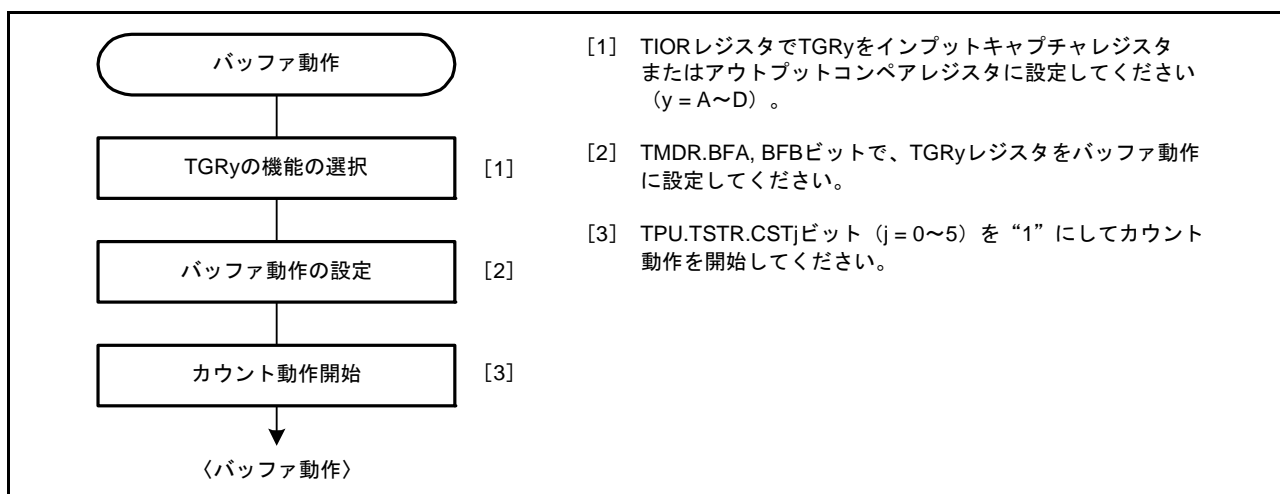 バッファ動作
TGRyの機能の選択
[1]
バッファ動作の設定
[2]
カウント動作開始
[3]
〈バッファ動作〉
[1] TIORレジスタでTGRyをインプットキャプチャレジスタ
またはアウトプットコンペアレジスタに設定してください
（y = A～D）。
[2] TMDR.BFA, BFBビットで、TGRyレジスタをバッファ動作
に設定してください。
[3] TPU.TSTR.CSTjビット（j = 0～5）を“1”にしてカウント
動作を開始してください。